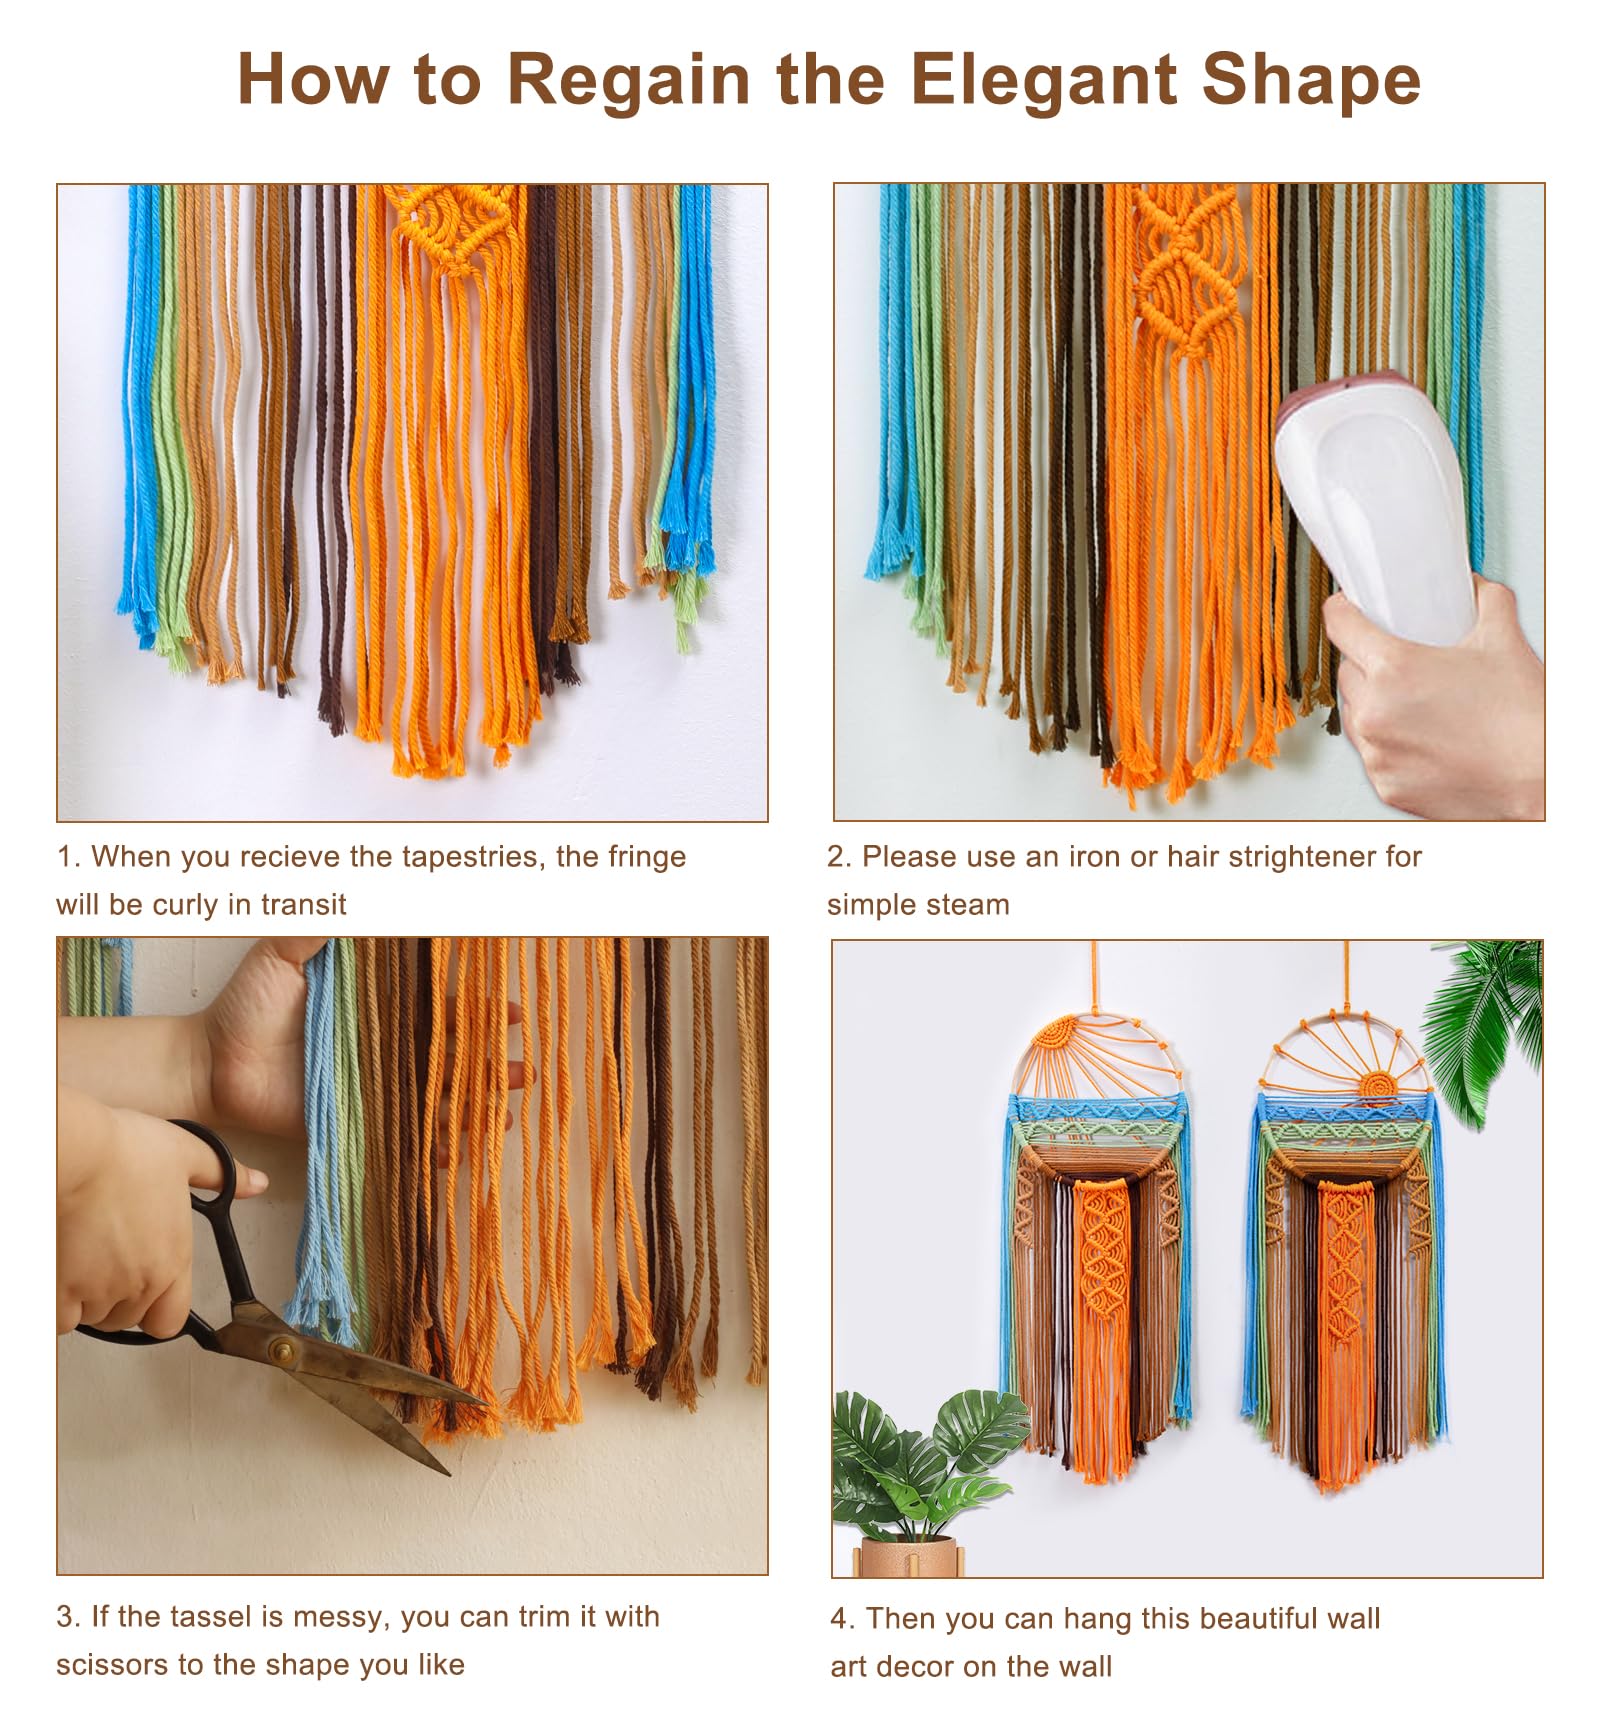 How to Regain the Elegant Shape
1. When you recieve the tapestries, the fringe
will be curly in transit
2. Please use an iron or hair strightener for
simple steam
3. If the tassel is messy, you can trim it with
scissors to the shape you like
4. Then you can hang this beautiful wall
art decor on the wall